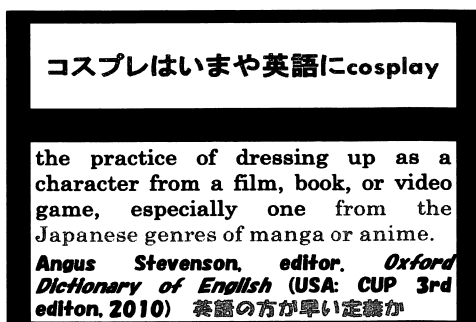 コスプレはいまや英語にcosplay
the practice of dressing up as a
character from a film, book, or video
game, especially one from the
Japanese genres of manga or anime.
Angus Stevenson, editor. Oxford
Dictionary of English (USA: CUP 3rd
editon, 2010) 英語の方が早い定義か